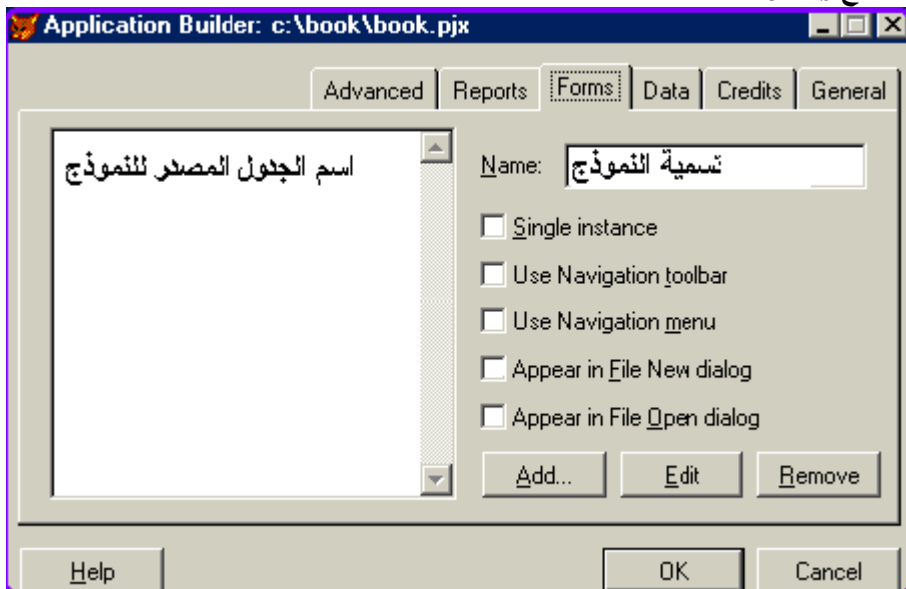 Application Builder: c:\book\book.pjx
Advanced Reports Forms Data Credits General
اسم الجدول المصدر للنموذج
Name: تسمية النموذج
Single instance
Use Navigation toolbar
Use Navigation menu
Appear in File New dialog
Appear in File Open dialog
Add... Edit Remove
Help OK Cancel